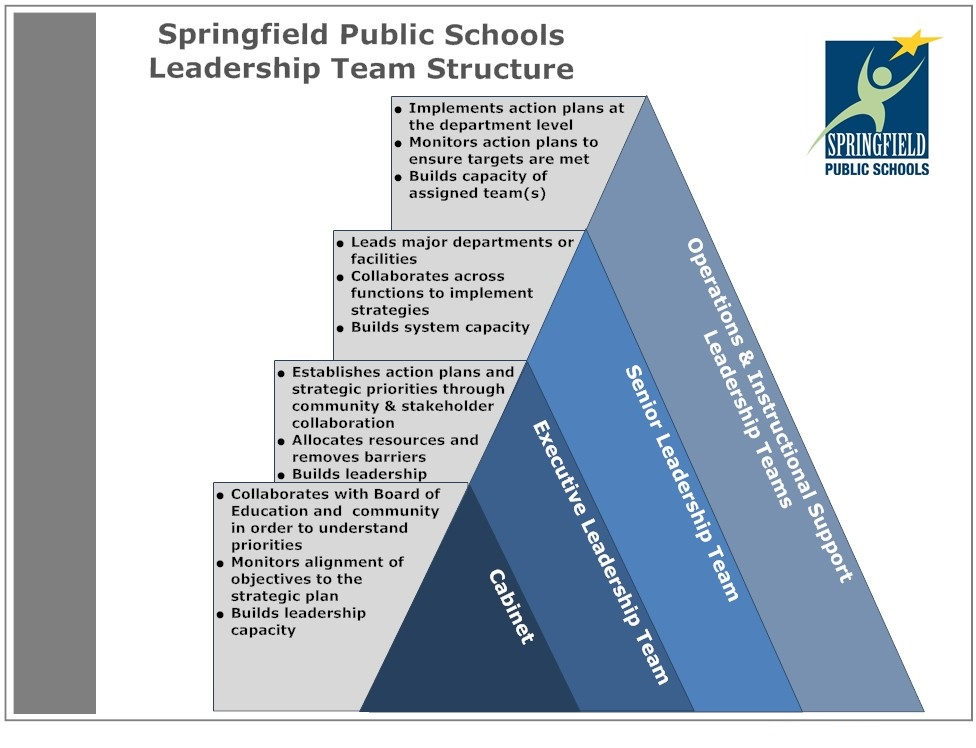 Springfield Public Schools
Leadership Team Structure
SPRINGFIELD
PUBLIC SCHOOLS
● Implements action plans at
the department level
● Monitors action plans to
ensure targets are met
● Builds capacity of
assigned team(s)
● Leads major departments or
facilities
● Collaborates across
functions to implement
strategies
● Builds system capacity
● Establishes action plans and
strategic priorities through
community & stakeholder
collaboration
● Allocates resources and
removes barriers
● Builds leadership
● Collaborates with Board of
Education and  community
in order to understand
priorities
● Monitors alignment of
objectives to the
strategic plan
● Builds leadership
capacity
Cabinet
Executive Leadership Team
Senior Leadership Team
Operations & Instructional Support
Leadership Teams